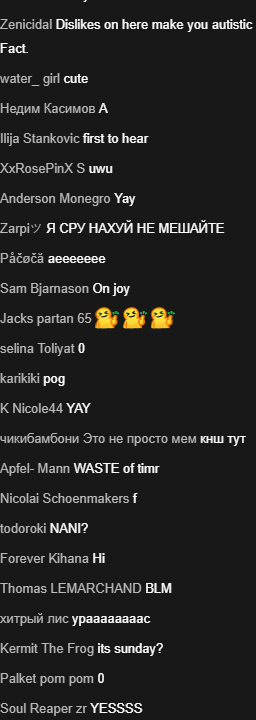 Zenicidal Dislikes on here make you autistic
Fact.
water_ girl cute
Недим Касимов А
Ilija Stankovic first to hear
XxRosePinX S uwu
Anderson Monegro Yay
Zarpiツ Я СРУ НАХУЙ НЕ МЕШАЙТЕ
Påčøčã aeeeeeee
Sam Bjarnason On joy
Jacks partan 65
selina Toliyat 0
karikiki pog
K Nicole44 YAY
чикибамбони Это не просто мем кнш тут
Apfel- Mann WASTE of timr
Nicolai Schoenmakers f
todoroki NANI?
Forever Kihana Hi
Thomas LEMARCHAND BLM
хитрый лис урааааааас
Kermit The Frog its sunday?
Palket pom pom 0
Soul Reaper zr YESSSS